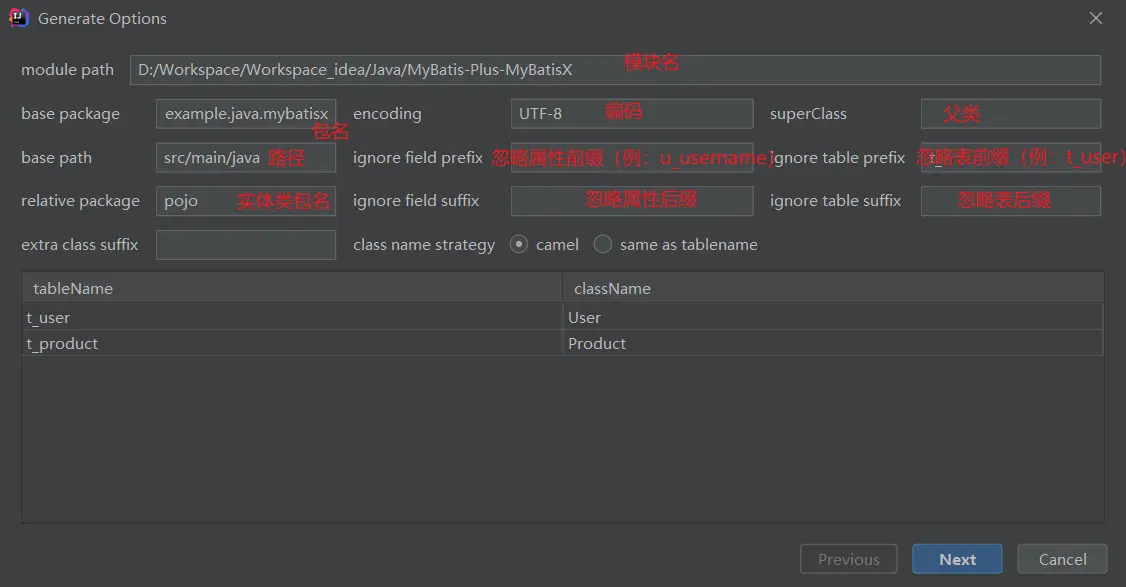 Generate Options
module path D:/Workspace/Workspace_idea/Java/MyBatis-Plus-MyBatisX 模块名
base package example.java.mybatisx 包名 encoding UTF-8 编码 superClass 父类
base path src/main/java 路径 ignore field prefix 忽略属性前缀（例：u_username） ignore table prefix t_ 忽略表前缀（例：t_user）
relative package pojo 实体类包名 ignore field suffix 忽略属性后缀 ignore table suffix 忽略表后缀
extra class suffix class name strategy camel same as tablename
tableName className
t_user User
t_product Product
Previous Next Cancel